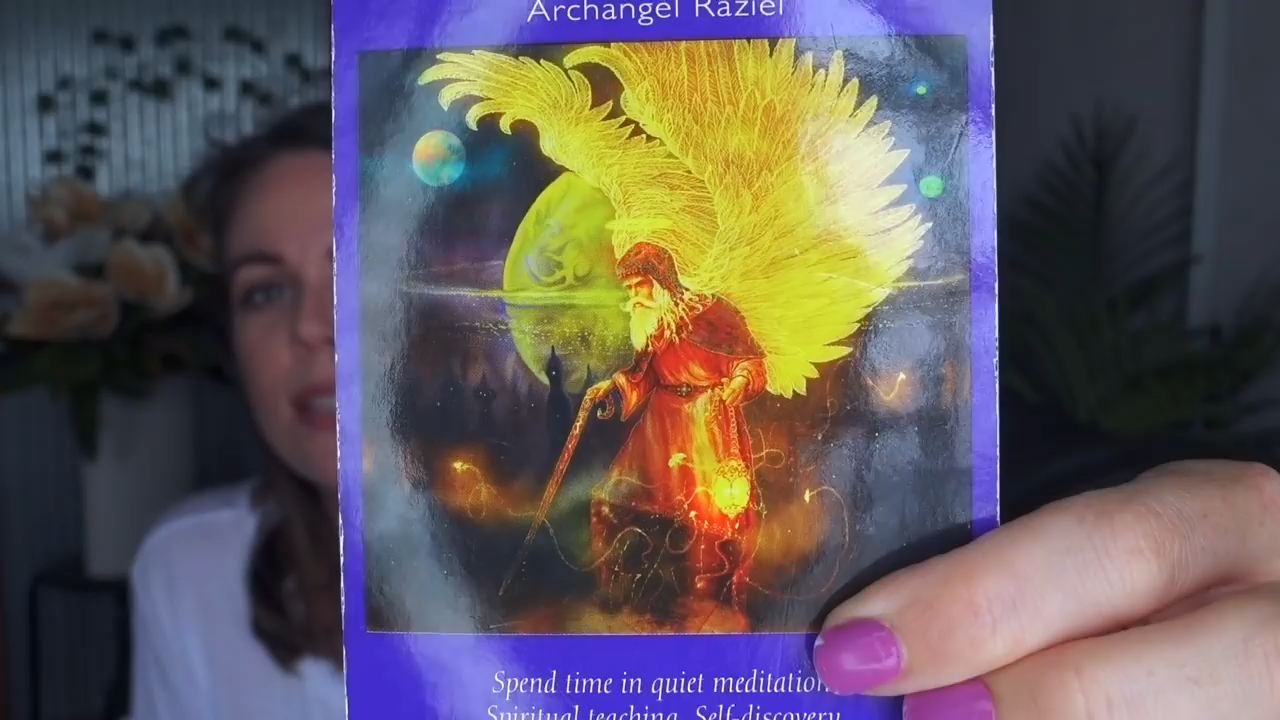 Archangel Raziel
Spend time in quiet meditation.
Spiritual teaching. Self-discovery